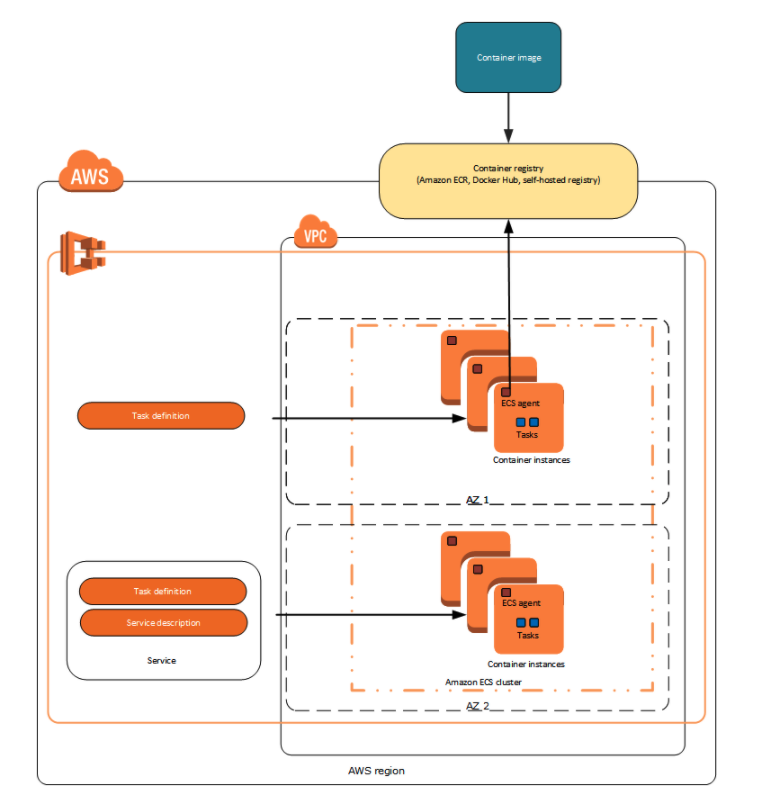 Container image
Container registry
(Amazon ECR, Docker Hub, self-hosted registry)
AWS
VPC
ECS agent
Task definition
Tasks
Container instances
AZ 1
Task definition
ECS agent
Service description
Tasks
Service
Container instances
Amazon ECS cluster
AZ 2
AWS region